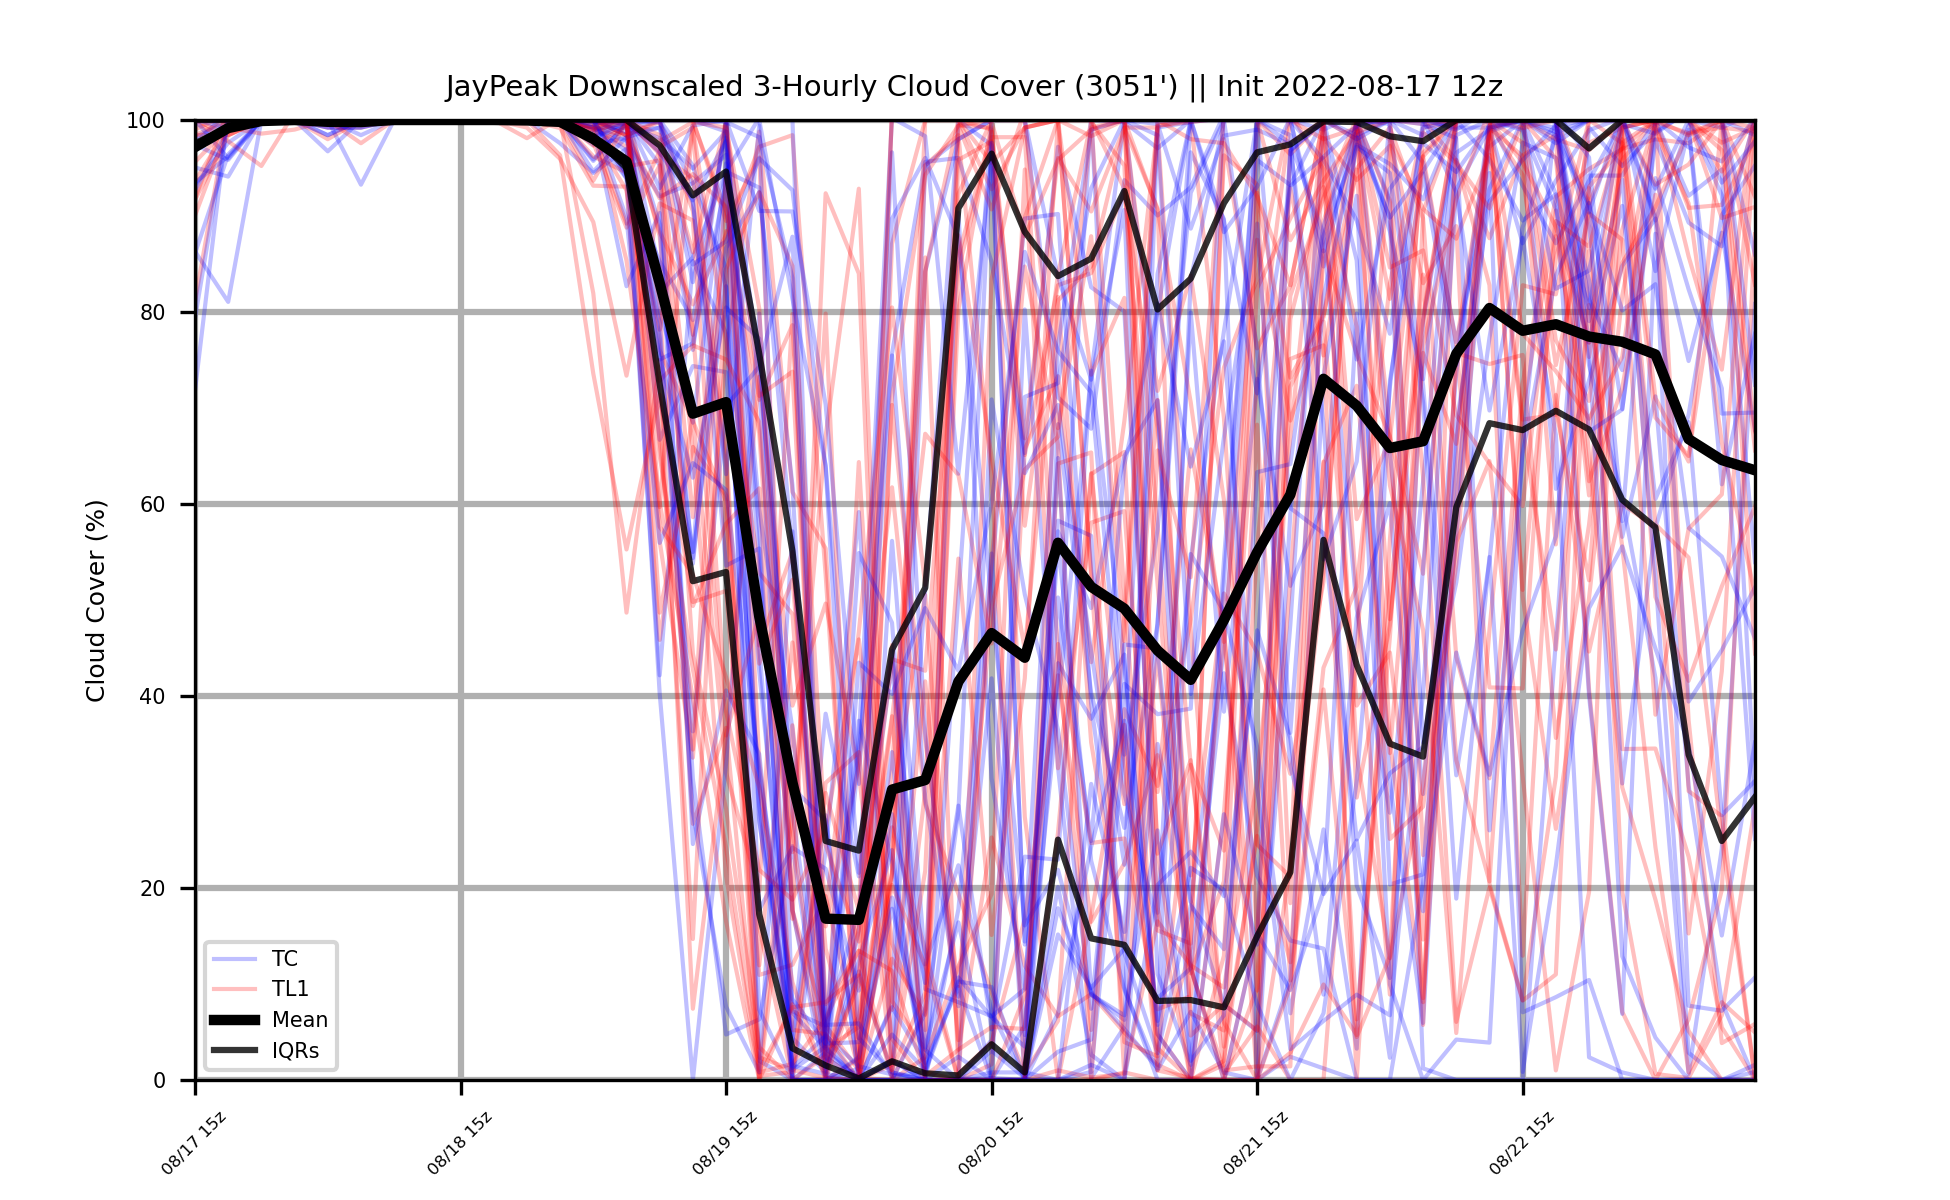 JayPeak Downscaled 3-Hourly Cloud Cover (3051') || Init 2022-08-17 12z
Cloud Cover (%)
100
80
60
40
20
0
TC
TL1
Mean
IQRs
08/17 15z
08/18 15z
08/19 15z
08/20 15z
08/21 15z
08/22 15z